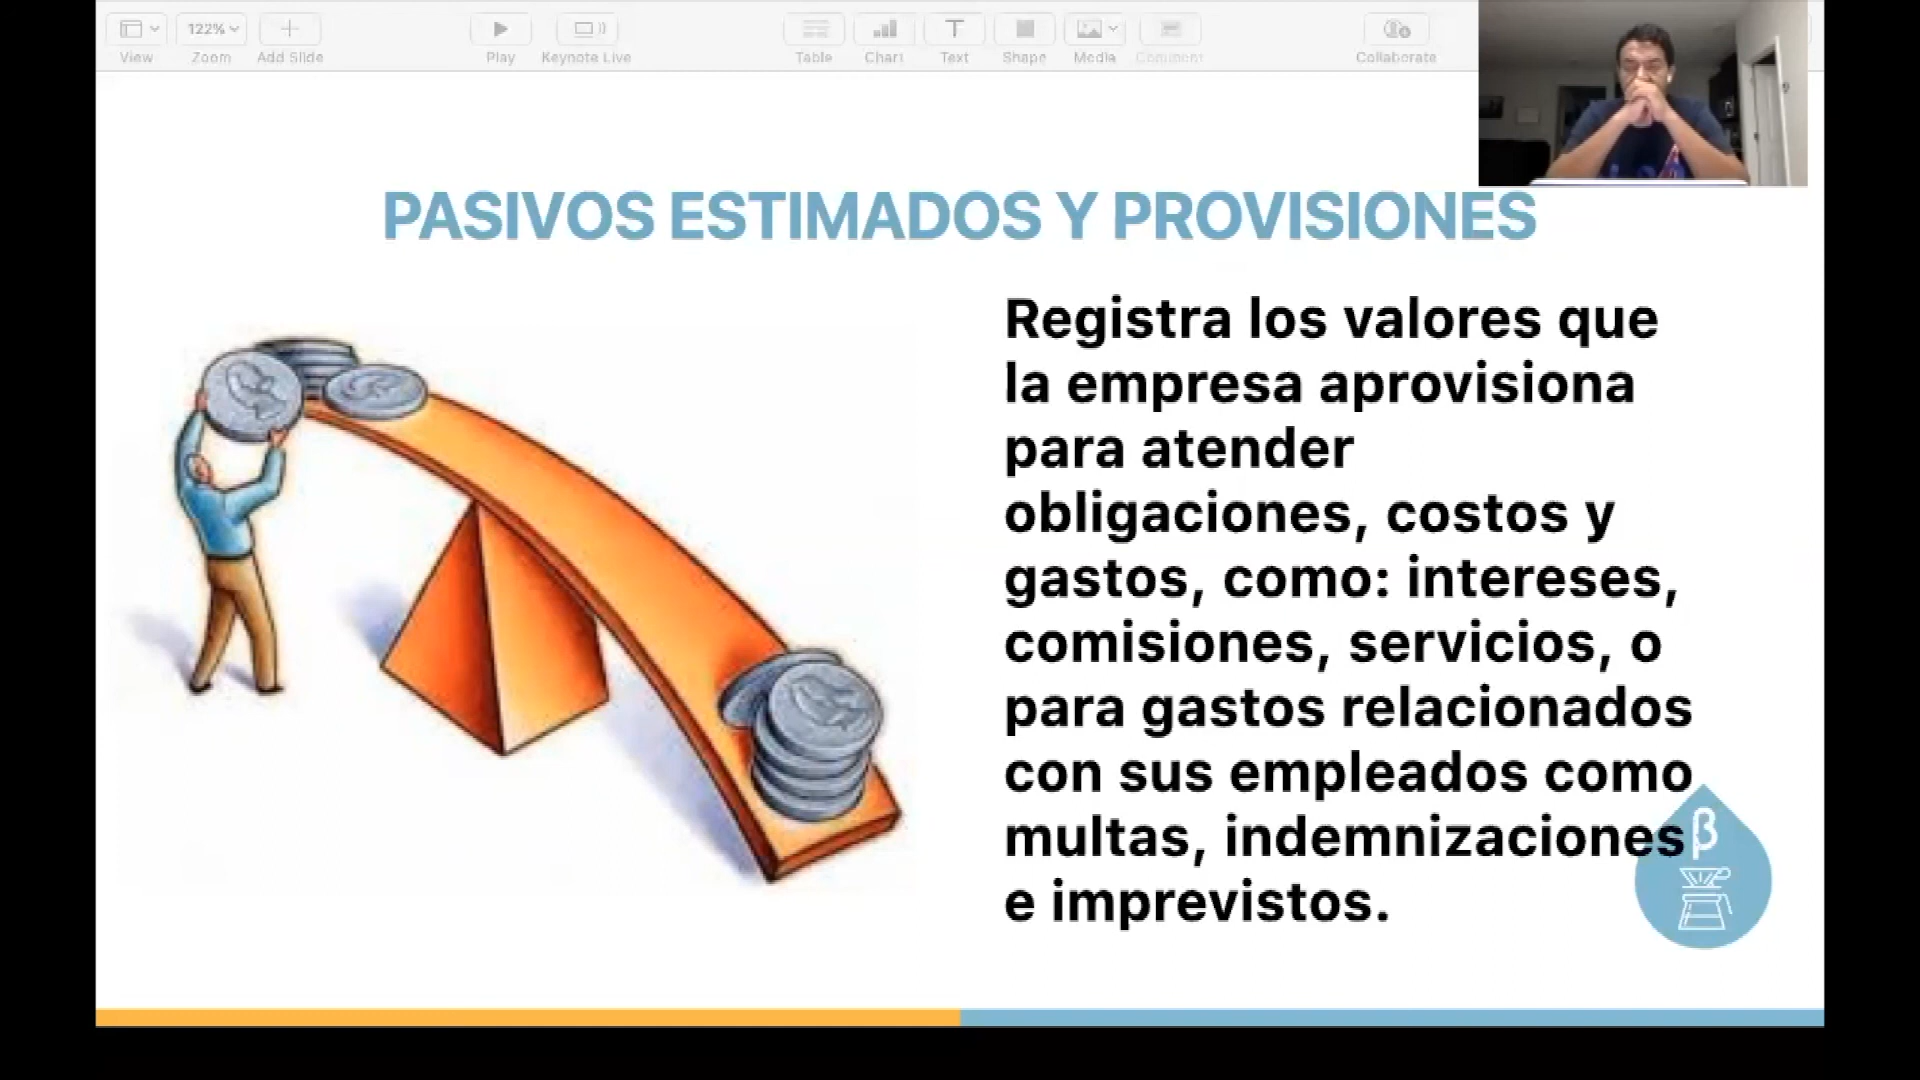 122%
View
Zoom
Add Slide
Play
Keynote Live
Table
Chart
Text
Shape
Media
Comment
Collaborate
PASIVOS ESTIMADOS Y PROVISIONES
Registra los valores que
la empresa aprovisiona
para atender
obligaciones, costos y
gastos, como: intereses,
comisiones, servicios, o
para gastos relacionados
con sus empleados como
multas, indemnizaciones
e imprevistos.
β